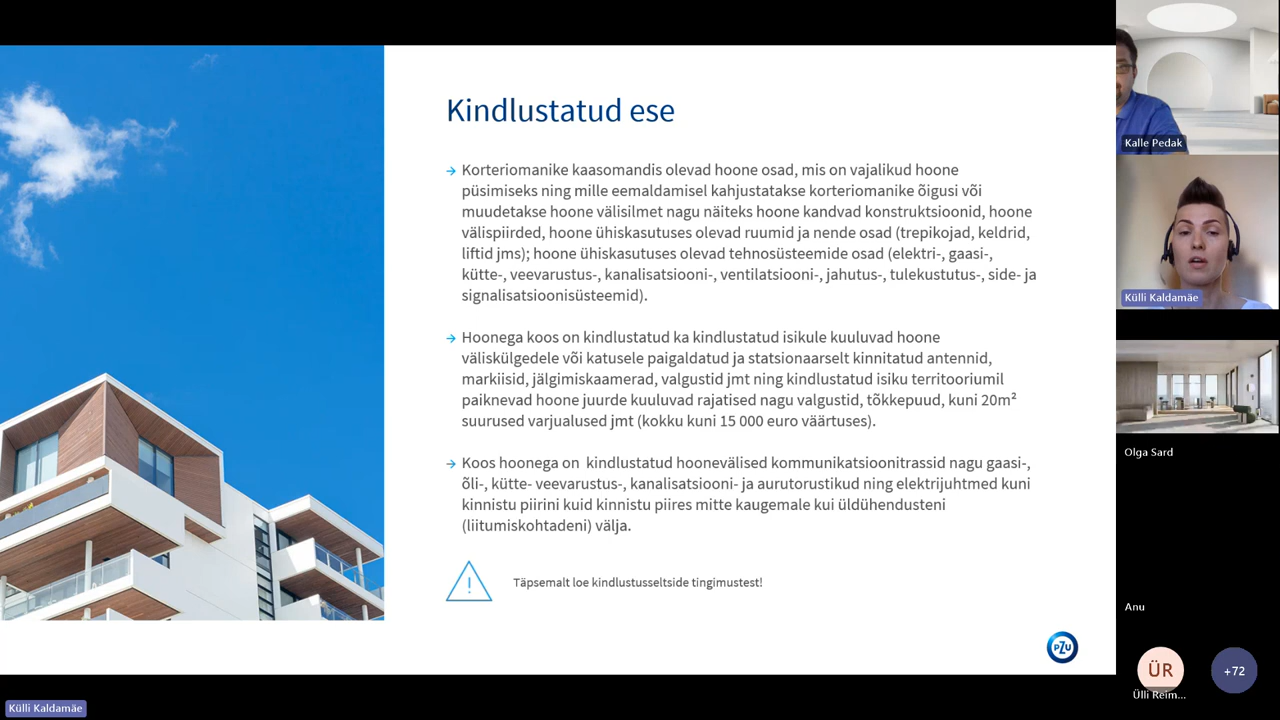 Kindlustatud ese
→ Korteriomanike kaasomandis olevad hoone osad, mis on vajalikud hoone
püsimiseks ning mille eemaldamisel kahjustatakse korteriomanike õigusi või
muudetakse hoone välisilmet nagu näiteks hoone kandvad konstruktsioonid, hoone
välispiirded, hoone ühiskasutuses olevad ruumid ja nende osad (trepikojad, keldrid,
liftid jms); hoone ühiskasutuses olevad tehnosüsteemide osad (elektri-, gaasi-,
kütte-, veevarustus-, kanalisatsiooni-, ventilatsiooni-, jahutus-, tulekustutus-, side- ja
signalisatsioonisüsteemid).
→ Hoonega koos on kindlustatud ka kindlustatud isikule kuuluvad hoone
väliskülgedele või katusele paigaldatud ja statsionaarselt kinnitatud antennid,
markiisid, jälgimiskaamerad, valgustid jmt ning kindlustatud isiku territooriumil
paiknevad hoone juurde kuuluvad rajatised nagu valgustid, tõkkepuud, kuni 20m²
suurused varjualused jmt (kokku kuni 15 000 euro väärtuses).
→ Koos hoonega on kindlustatud hoonevälised kommunikatsioonitrassid nagu gaasi-,
õli-, kütte- veevarustus-, kanalisatsiooni- ja aurutorustikud ning elektrijuhtmed kuni
kinnistu piirini kuid kinnistu piires mitte kaugemale kui üldühendusteni
(liitumiskohtadeni) välja.
Täpsemalt loe kindlustusseltside tingimustest!
PZU
Külli Kaldamäe
Kalle Pedak
Külli Kaldamäe
Olga Sard
Anu
ÜR
+72
Ülli Reim...